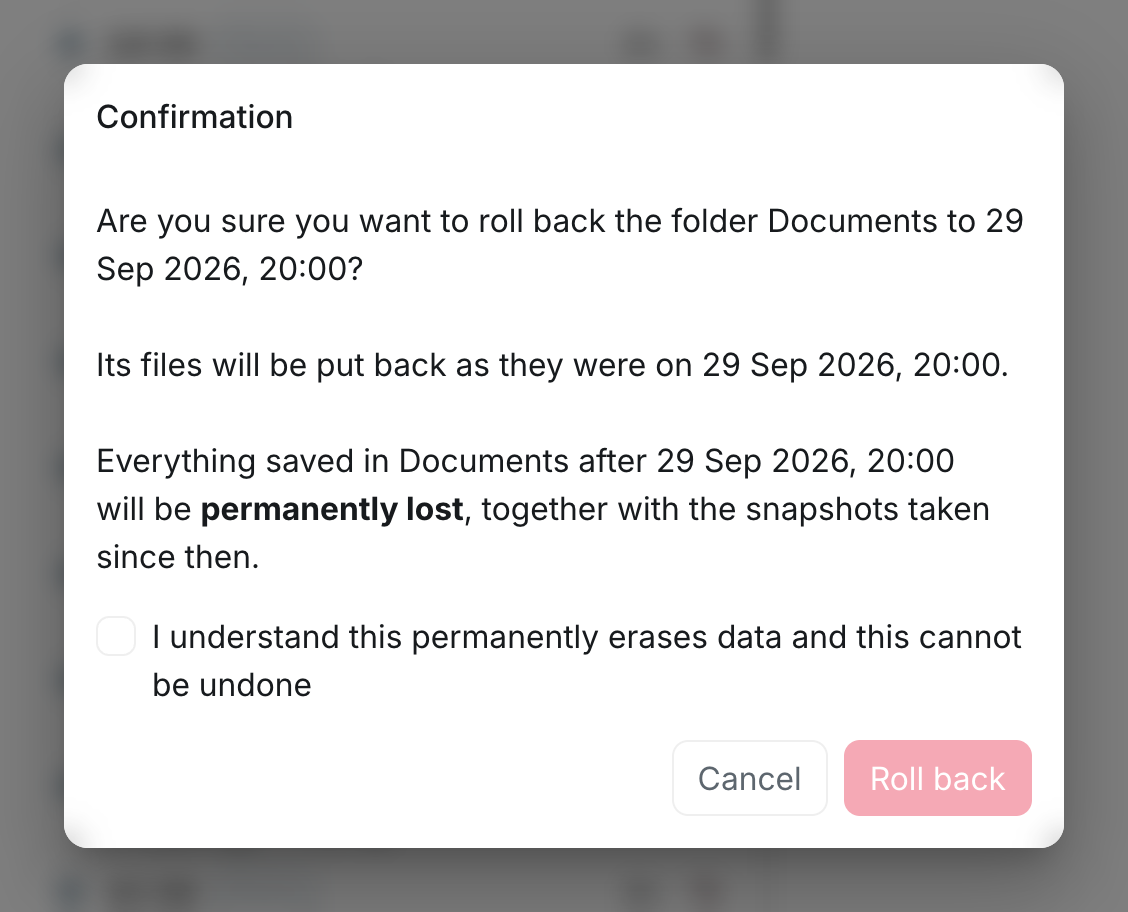 Confirmation
Are you sure you want to roll back the folder Documents to 29
Sep 2026, 20:00?
Its files will be put back as they were on 29 Sep 2026, 20:00.
Everything saved in Documents after 29 Sep 2026, 20:00
will be permanently lost, together with the snapshots taken
since then.
I understand this permanently erases data and this cannot
be undone
Cancel
Roll back